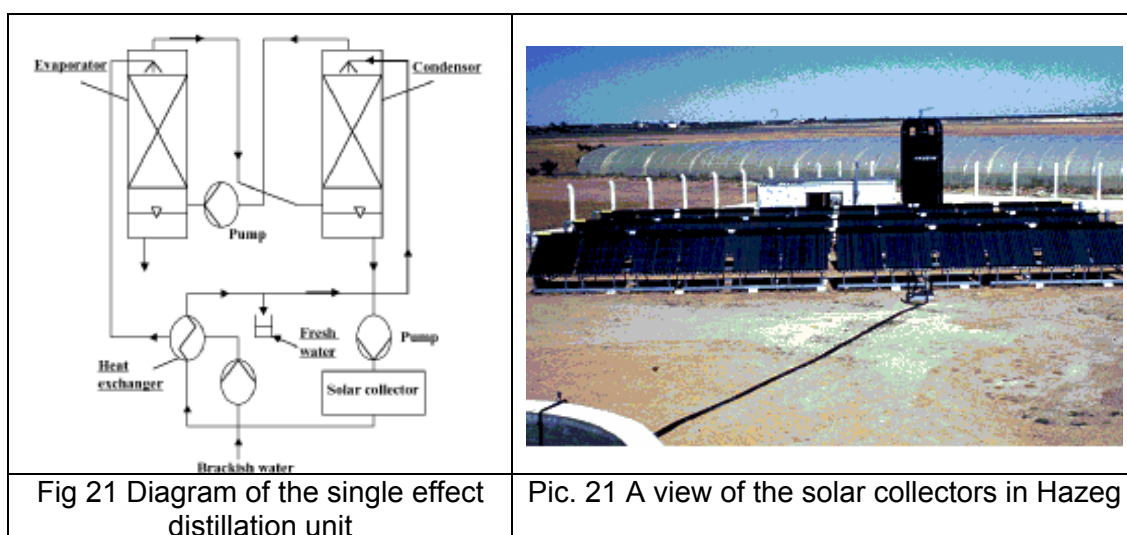 Evaporator
Condensor
Pump
Pump
Fresh
water
Heat
exchanger
Solar collector
Brackish water
Fig 21 Diagram of the single effect
distillation unit
Pic. 21 A view of the solar collectors in Hazeg